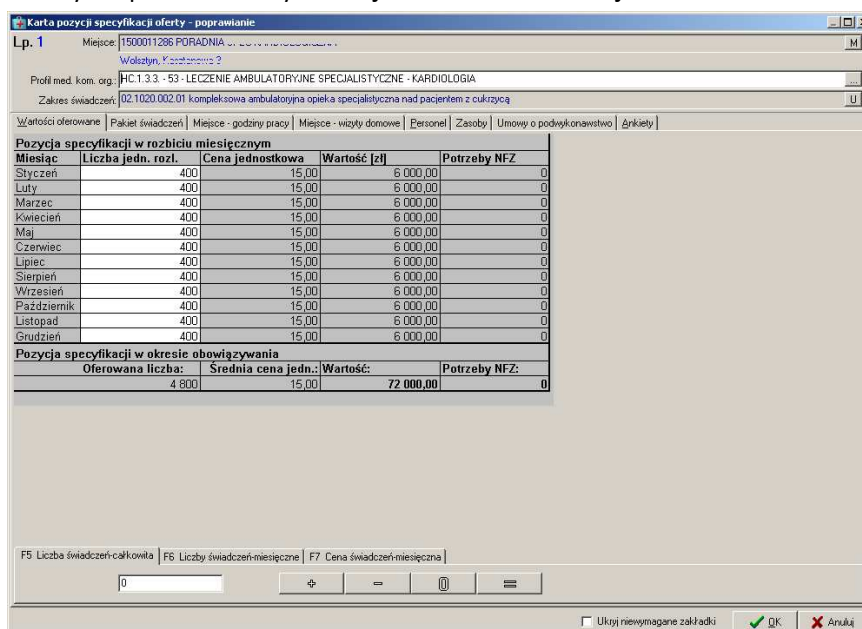 Karta pozycji specyfikacji oferty - poprawianie
Lp. 1 Miejsce: 1500011286 PORADNIA M
Wolsztyn,
Profil med. kom. org.: HC.1.3.3. - 53 - LECZENIE AMBULATORYJNE SPECJALISTYCZNE - KARDIOLOGIA ...
Zakres świadczeń: 02.1020.002.01 kompleksowa ambulatoryjna opieka specjalistyczna nad pacjentem z cukrzycą U
Wartości oferowane Pakiet świadczeń Miejsce - godziny pracy Miejsce - wizyty domowe Personel Zasoby Umowy o podwykonawstwo Ankiety
Pozycja specyfikacji w rozbiciu miesięcznym
Miesiąc Liczba jedn. rozl. Cena jednostkowa Wartość [zł] Potrzeby NFZ
Styczeń 400 15,00 6 000,00 0
Luty 400 15,00 6 000,00 0
Marzec 400 15,00 6 000,00 0
Kwiecień 400 15,00 6 000,00 0
Maj 400 15,00 6 000,00 0
Czerwiec 400 15,00 6 000,00 0
Lipiec 400 15,00 6 000,00 0
Sierpień 400 15,00 6 000,00 0
Wrzesień 400 15,00 6 000,00 0
Październik 400 15,00 6 000,00 0
Listopad 400 15,00 6 000,00 0
Grudzień 400 15,00 6 000,00 0
Pozycja specyfikacji w okresie obowiązywania
Oferowana liczba: Średnia cena jedn.: Wartość: Potrzeby NFZ:
4 800 15,00 72 000,00 0
F5 Liczba świadczeń-całkowita F6 Liczby świadczeń-miesięczne F7 Cena świadczeń-miesięczna
0 + - 0 =
Ukryj niewymagane zakładki OK Anuluj